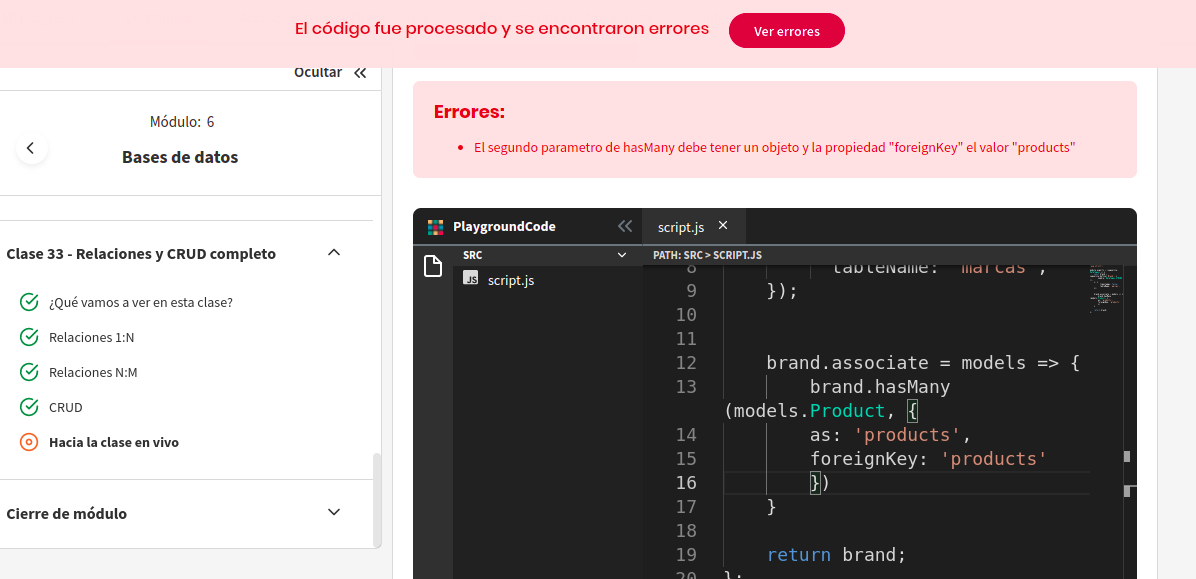 El código fue procesado y se encontraron errores
Ver errores
Ocultar
Módulo: 6
Bases de datos
Clase 33 - Relaciones y CRUD completo
¿Qué vamos a ver en esta clase?
Relaciones 1:N
Relaciones N:M
CRUD
Hacia la clase en vivo
Cierre de módulo
Errores:
El segundo parametro de hasMany debe tener un objeto y la propiedad "foreignKey" el valor "products"
PlaygroundCode
script.js
SRC
PATH: SRC > SCRIPT.JS
JS script.js
8 tableName: 'marcas',
9 });
10
11
12 brand.associate = models => {
13 brand.hasMany
(models.Product, {
14 as: 'products',
15 foreignKey: 'products'
16 })
17 }
18
19 return brand;
20 };